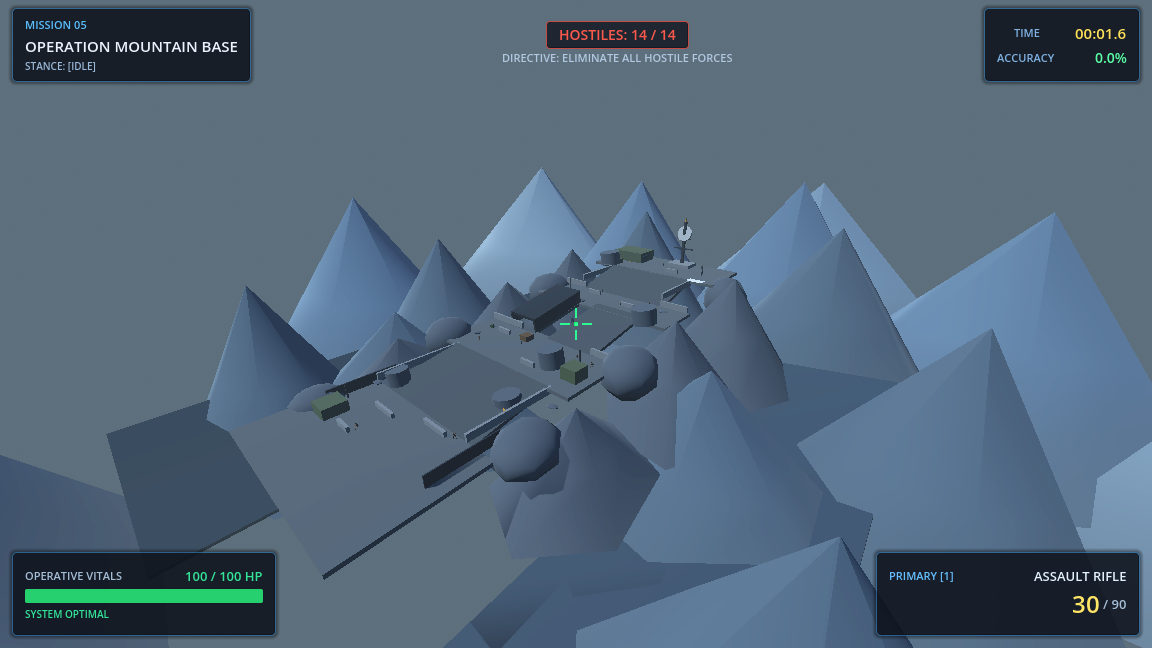 MISSION 05
OPERATION MOUNTAIN BASE
STANCE: [IDLE]
HOSTILES: 14 / 14
DIRECTIVE: ELIMINATE ALL HOSTILE FORCES
TIME 00:01.6
ACCURACY 0.0%
OPERATIVE VITALS 100 / 100 HP
SYSTEM OPTIMAL
PRIMARY [1] ASSAULT RIFLE
30 / 90